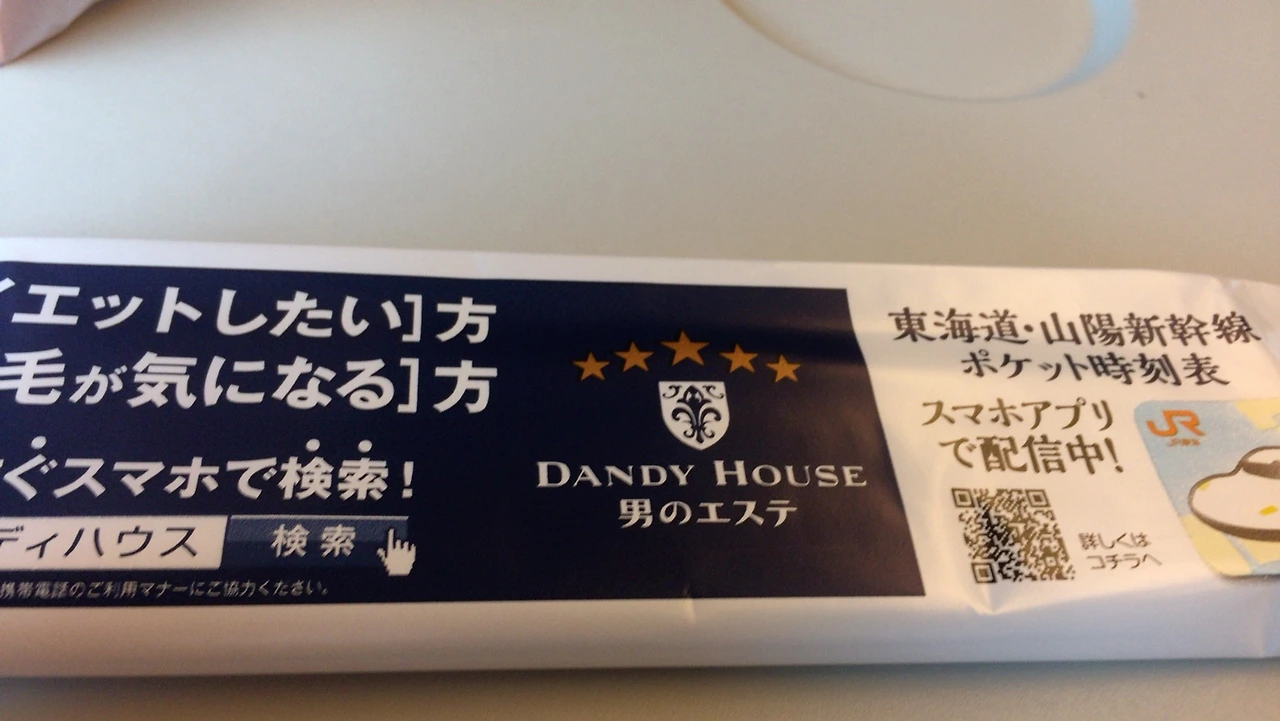 イエットしたい]方
毛が気になる]方
ぐスマホで検索!
ディハウス 検索
携帯電話のご利用マナーにご協力ください。
DANDY HOUSE
男のエステ
東海道・山陽新幹線
ポケット時刻表
スマホアプリ
で配信中!
詳しくは
コチラへ
JR
JR東海